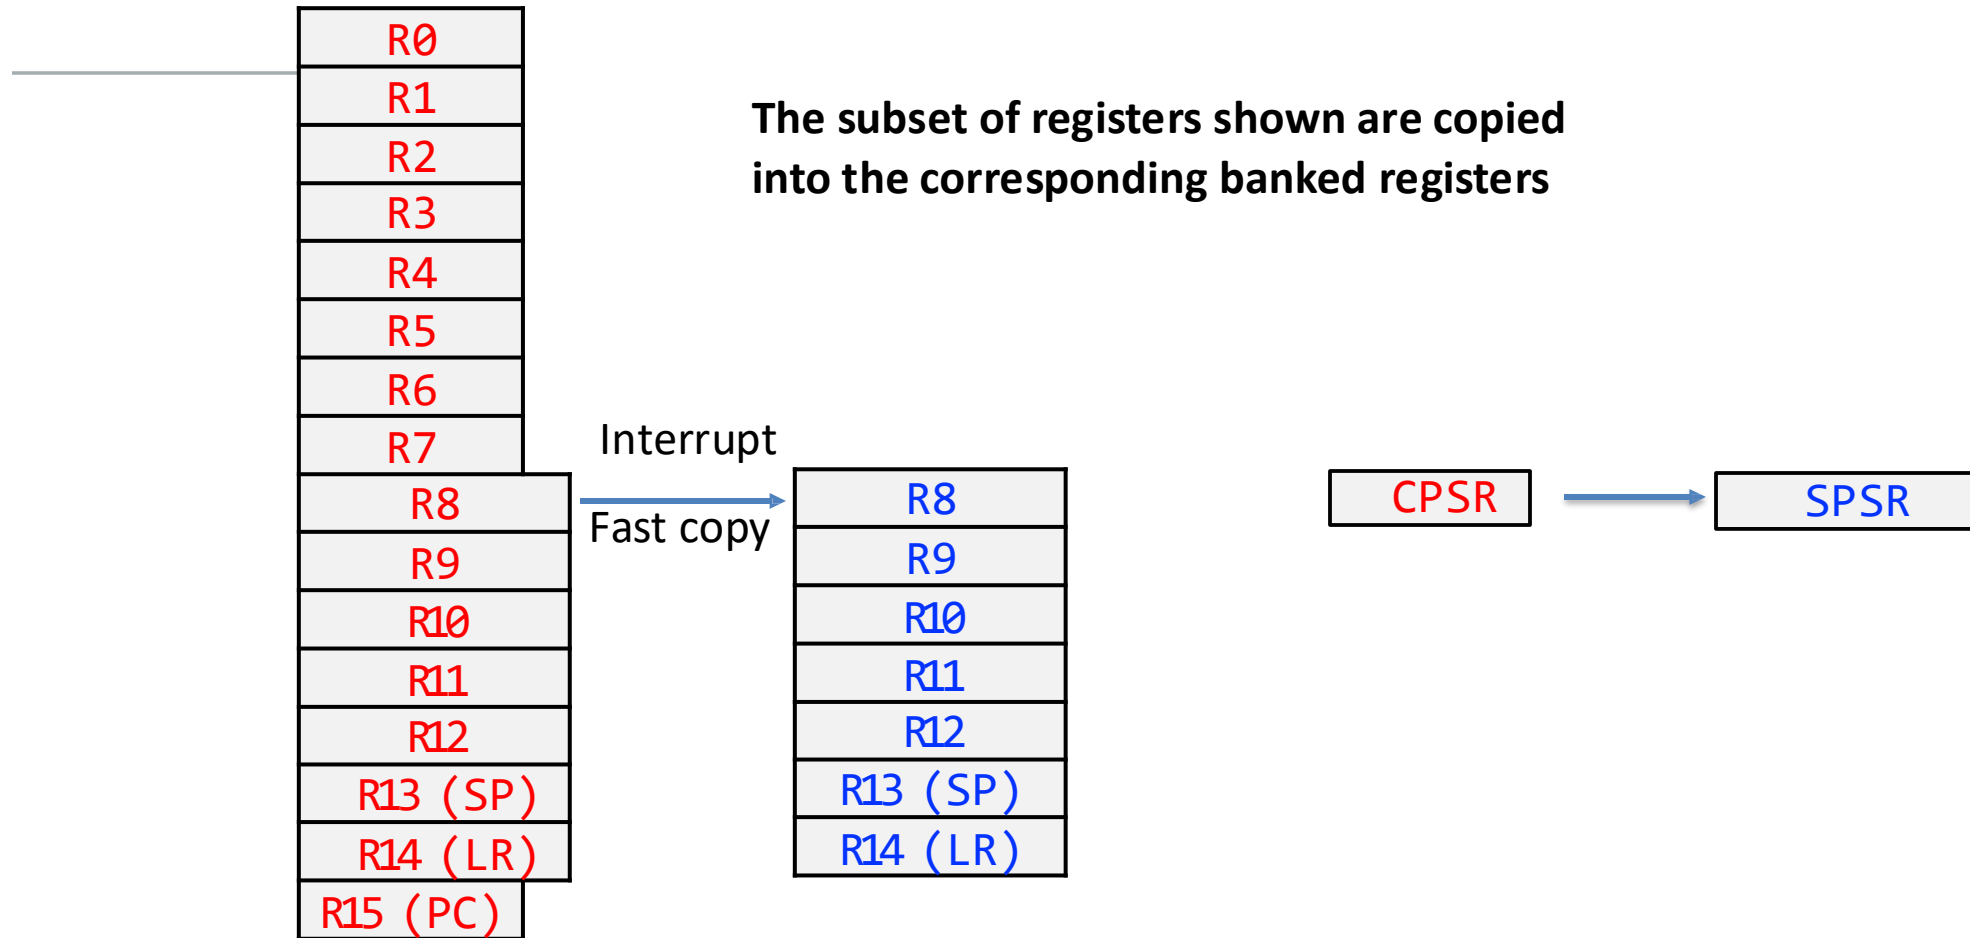 R0
R1
R2
R3
R4
R5
R6
R7
R8
R9
R10
R11
R12
R13 (SP)
R14 (LR)
R15 (PC)
The subset of registers shown are copied
into the corresponding banked registers
Interrupt
Fast copy
R8
R9
R10
R11
R12
R13 (SP)
R14 (LR)
CPSR
SPSR